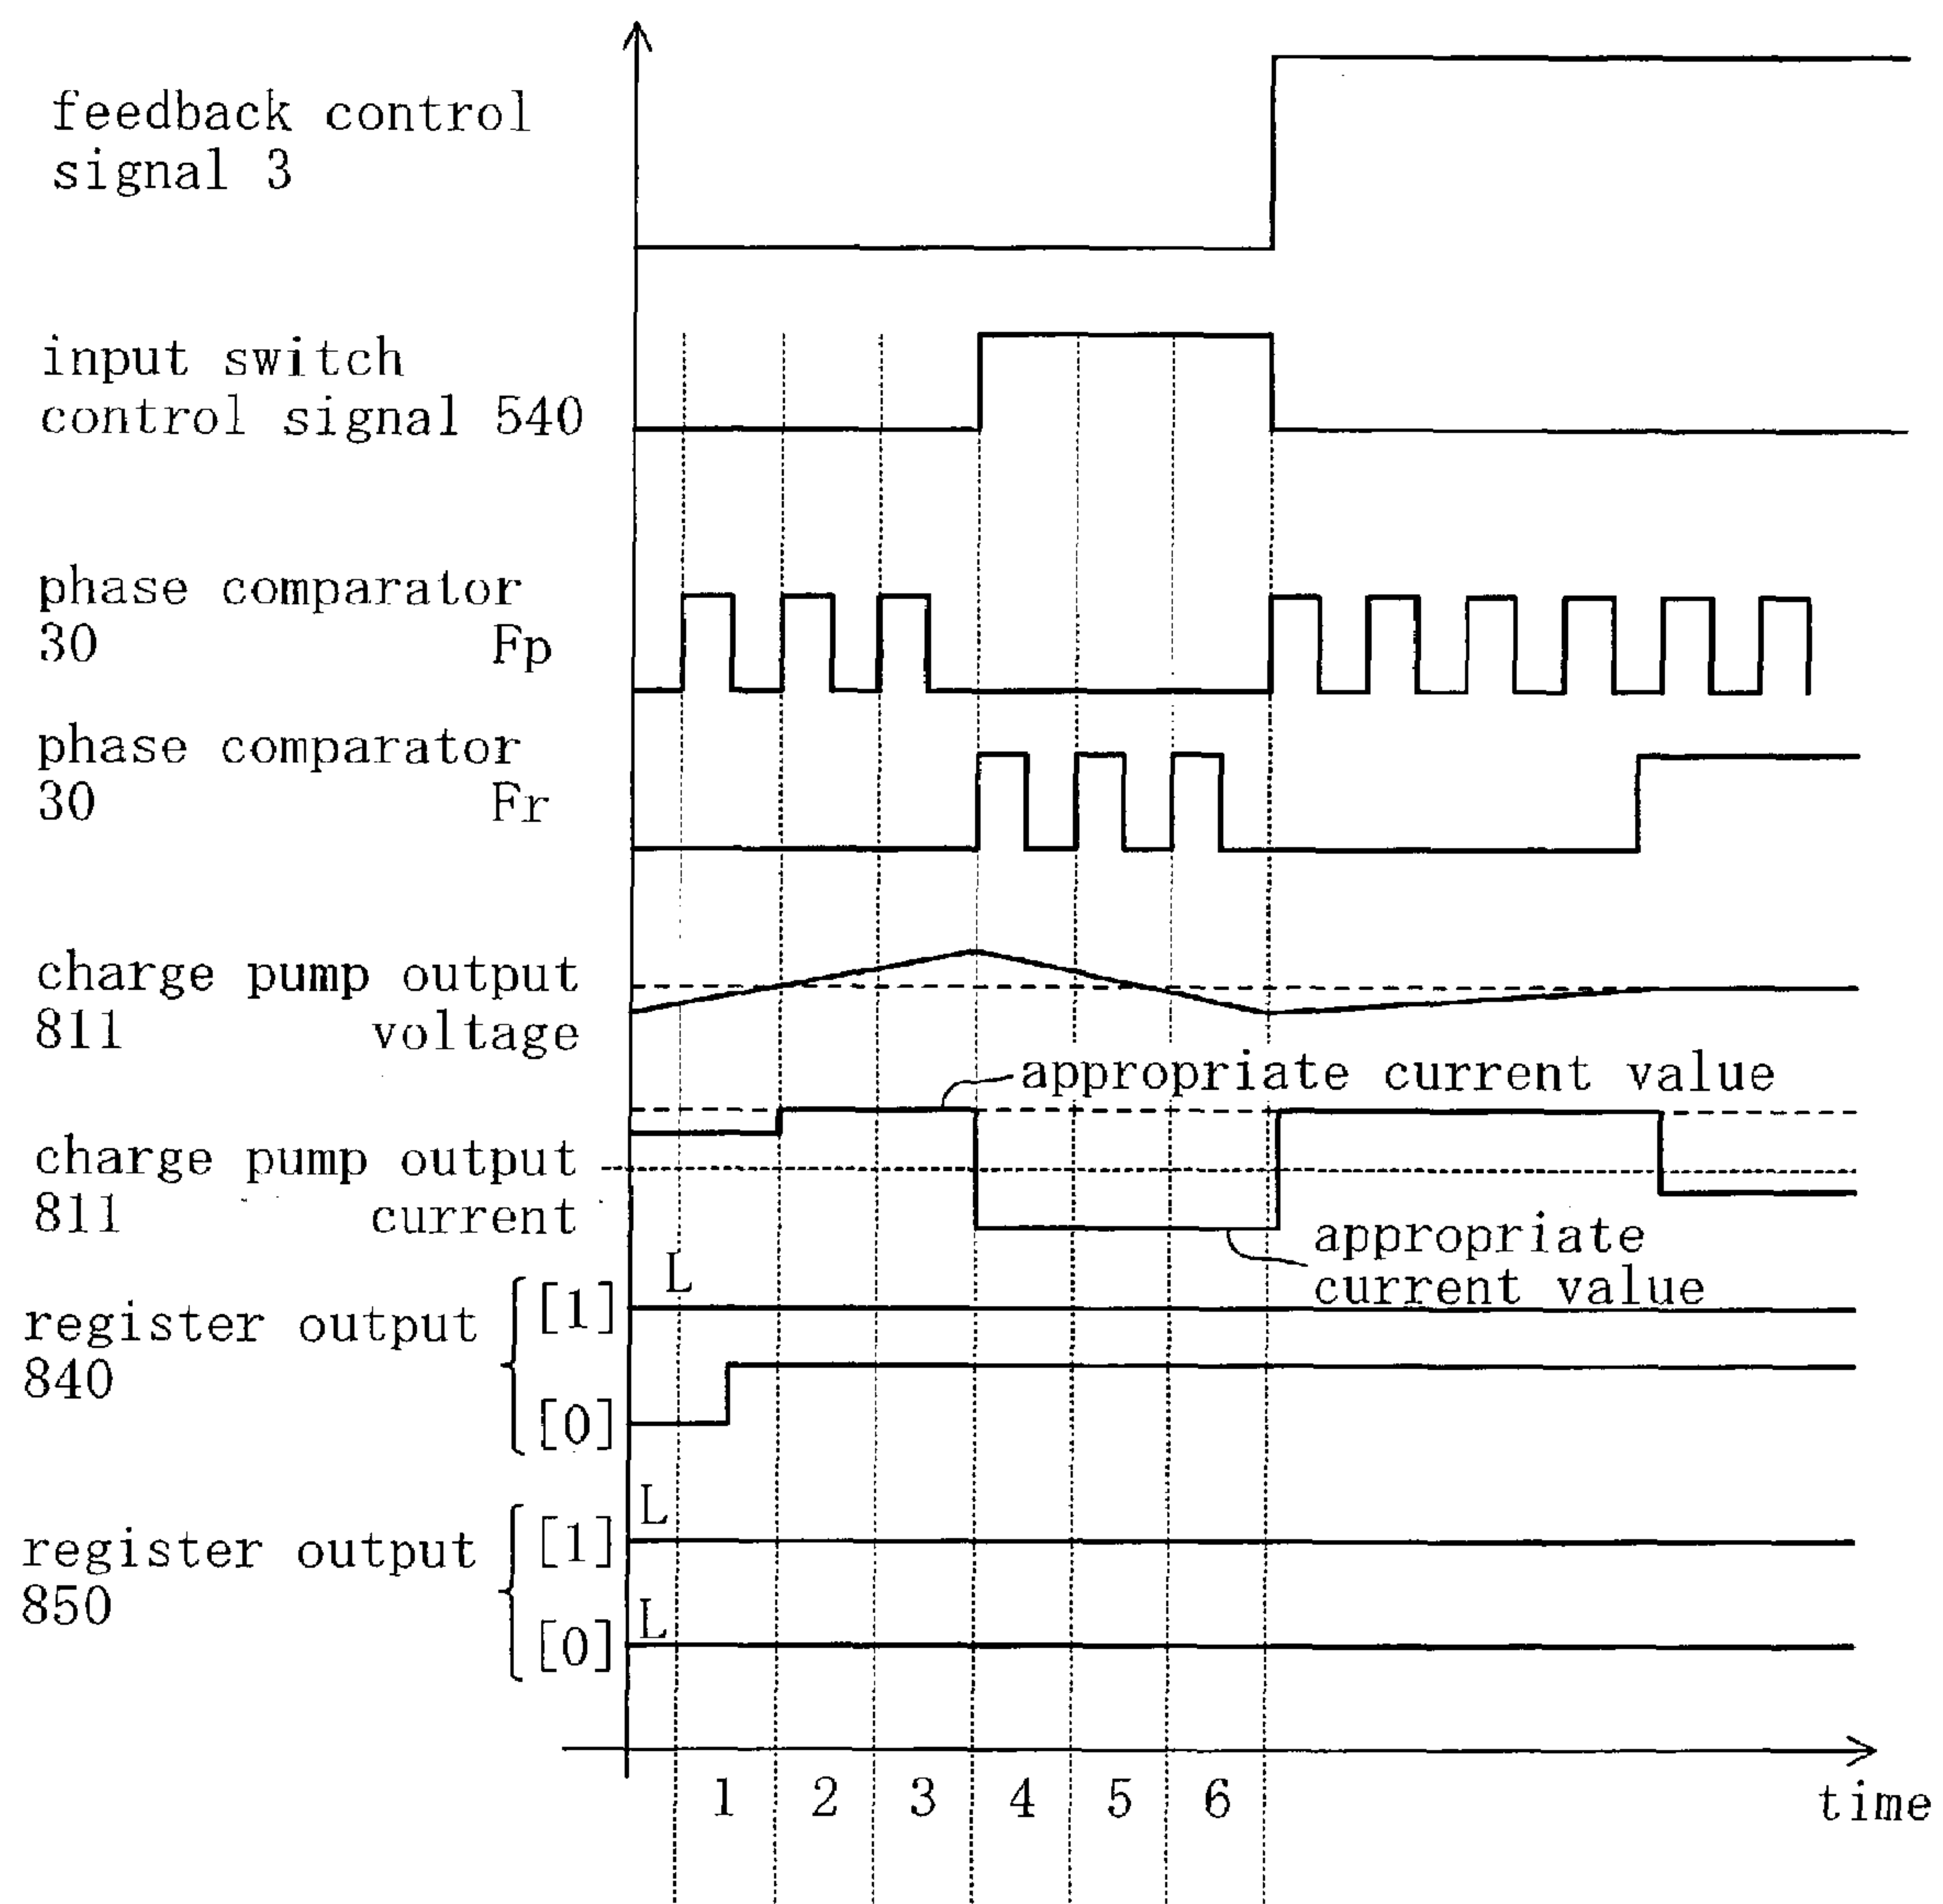 feedback control
signal 3
input switch
control signal 540
phase comparator
30 Fp
phase comparator
30 Fr
charge pump output
811 voltage
appropriate current value
charge pump output
811 current
appropriate
current value
L
[1]
register output
840
[0]
L
[1]
register output
850
L
[0]
1 2 3 4 5 6
time